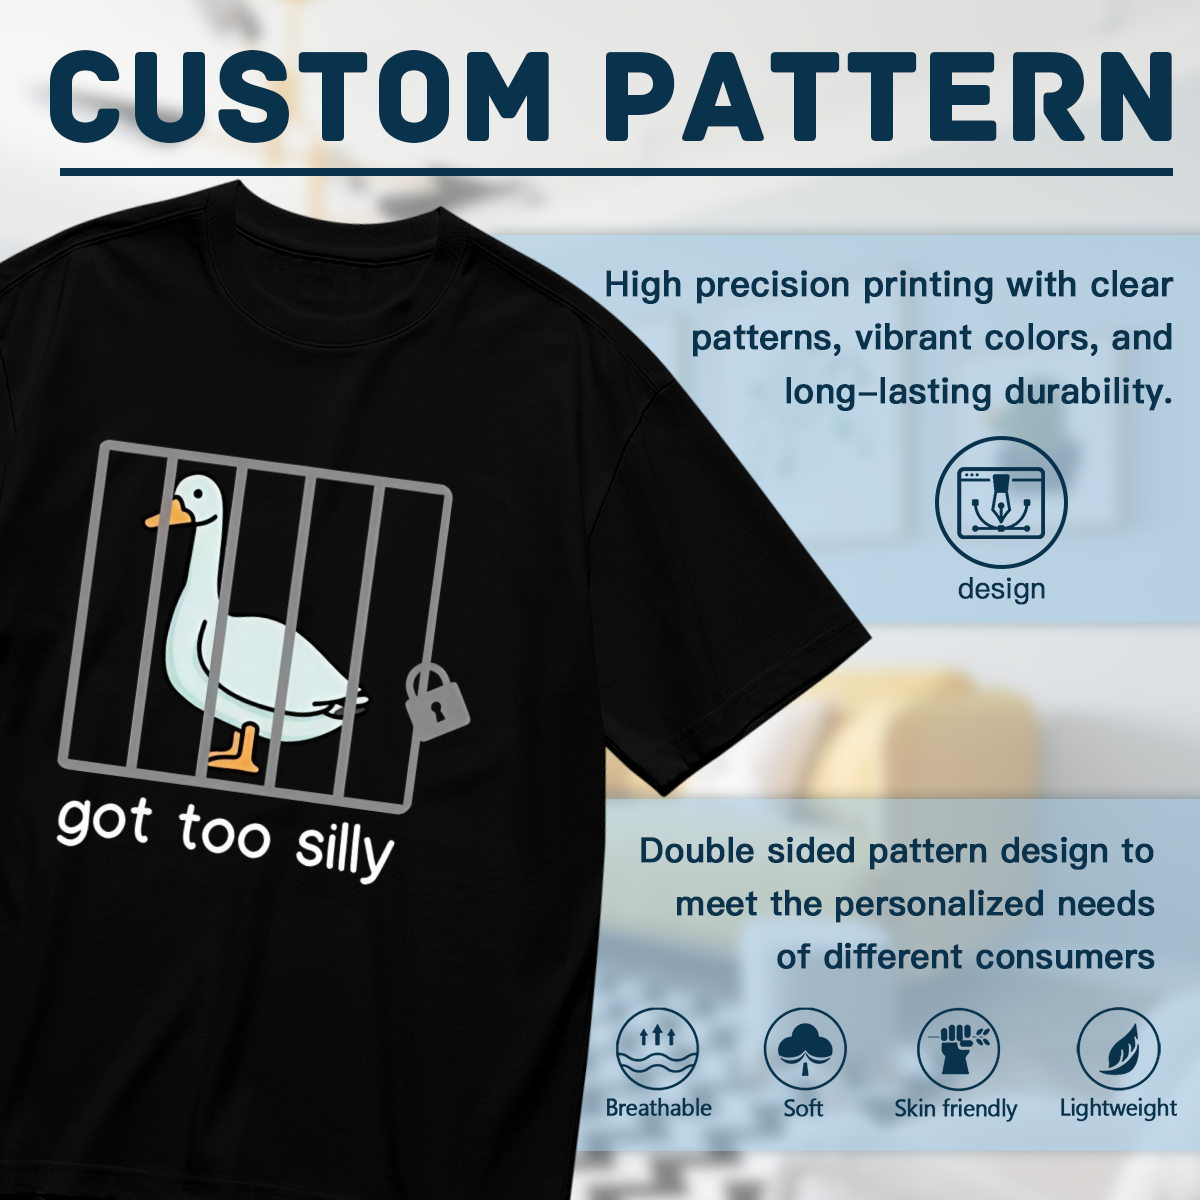 CUSTOM PATTERN
High precision printing with clear
patterns, vibrant colors, and
long-lasting durability.
design
got too silly
Double sided pattern design to
meet the personalized needs
of different consumers
Breathable
Soft
Skin friendly
Lightweight